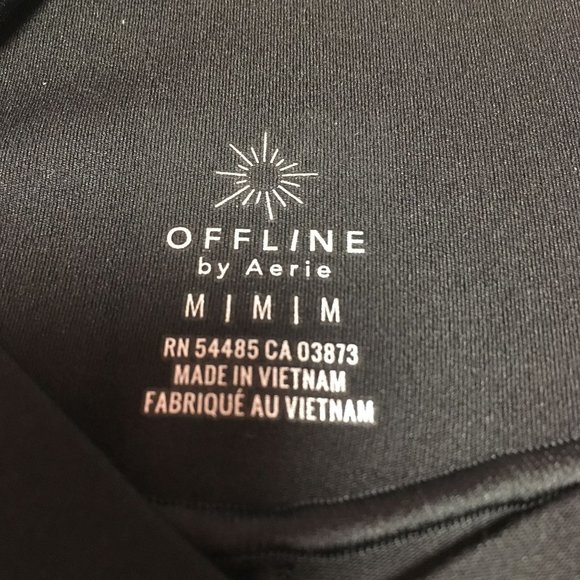 OFFLINE
by Aerie
M | M | M
RN 54485 CA 03873
MADE IN VIETNAM
FABRIQUÉ AU VIETNAM